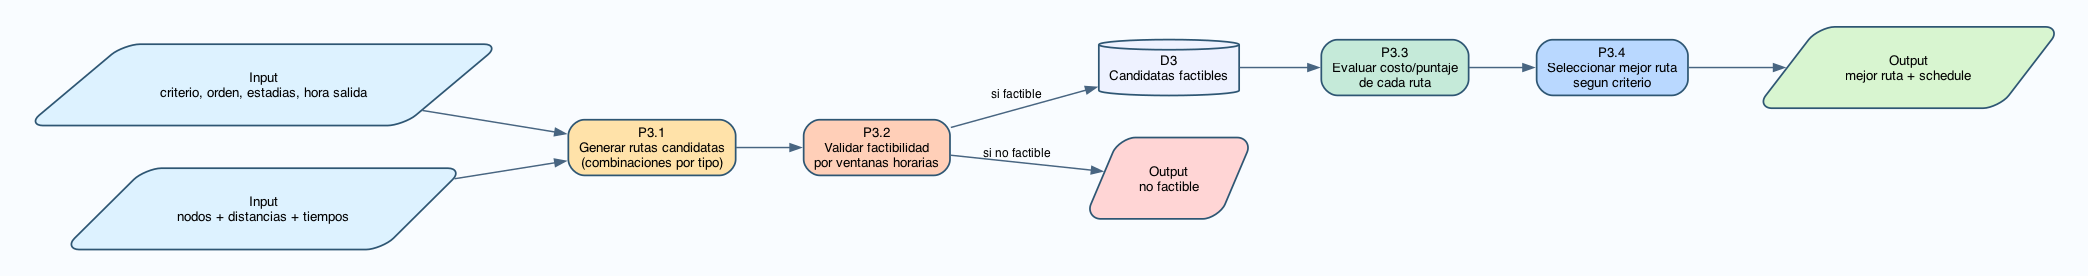 Input
criterio, orden, estadias, hora salida
Input
nodos + distancias + tiempos
P3.1
Generar rutas candidatas
(combinaciones por tipo)
P3.2
Validar factibilidad
por ventanas horarias
si factible
si no factible
D3
Candidatas factibles
Output
no factible
P3.3
Evaluar costo/puntaje
de cada ruta
P3.4
Seleccionar mejor ruta
segun criterio
Output
mejor ruta + schedule